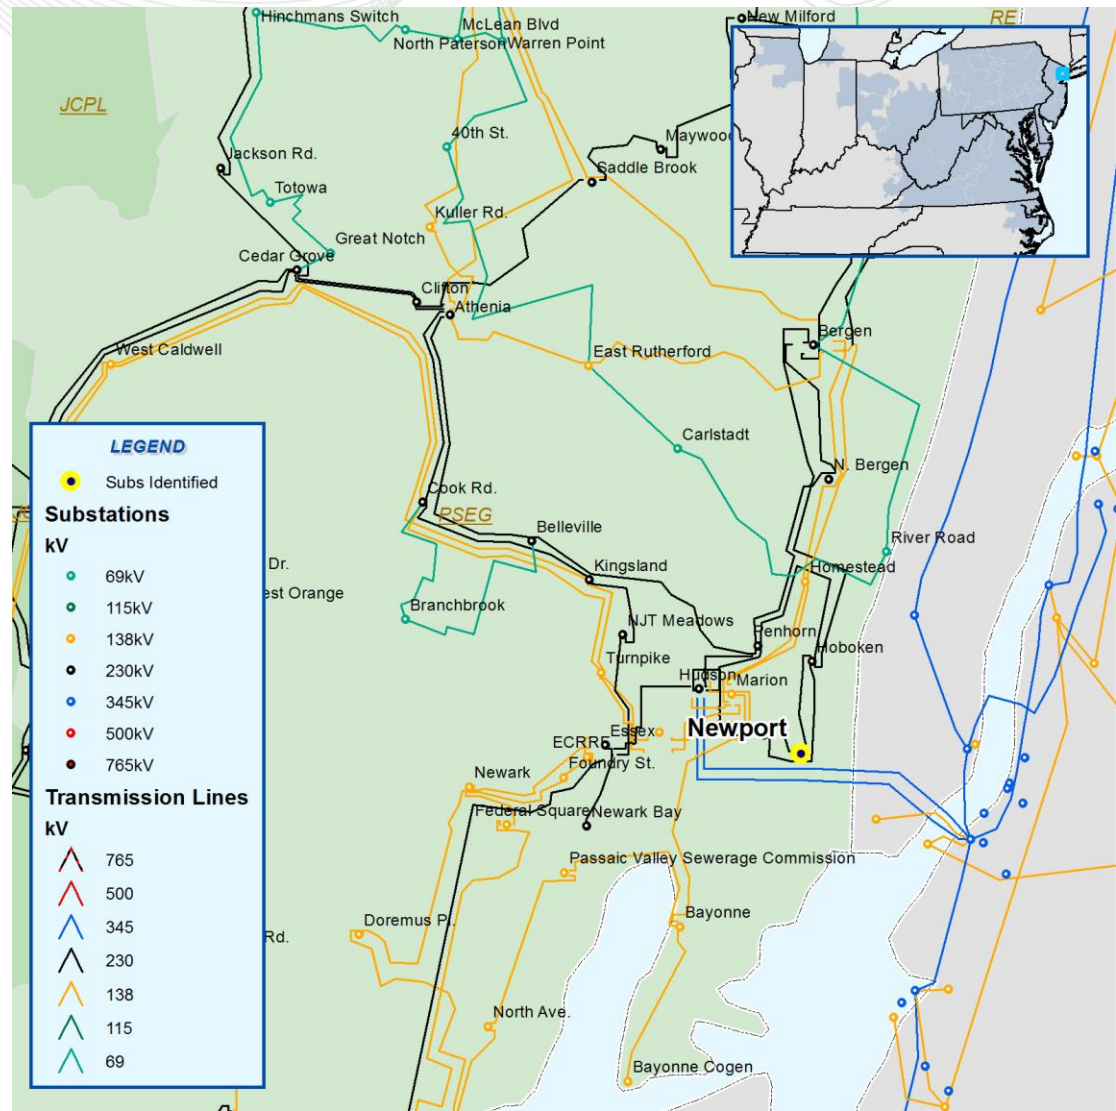 Hinchmans Switch
McLean Blvd
New Milford
RE
North Paterson
Warren Point
JCPL
40th St.
Maywood
Jackson Rd.
Saddle Brook
Totowa
Kuller Rd.
Great Notch
Cedar Grove
Clifton
Athenia
Bergen
West Caldwell
East Rutherford
Carlstadt
N. Bergen
Cook Rd.
PSEG
Belleville
River Road
Kingsland
Homestead
Dr.
est Orange
Branchbrook
NJT Meadows
Penhorn
Hoboken
Turnpike
Hudson
Marion
Newport
Essex
ECRRF
Foundry St.
Newark
Federal Square
Newark Bay
Passaic Valley Sewerage Commission
Doremus Pl.
Bayonne
Rd.
North Ave.
Bayonne Cogen
LEGEND
Subs Identified
Substations
kV
69kV
115kV
138kV
230kV
345kV
500kV
765kV
Transmission Lines
kV
765
500
345
230
138
115
69